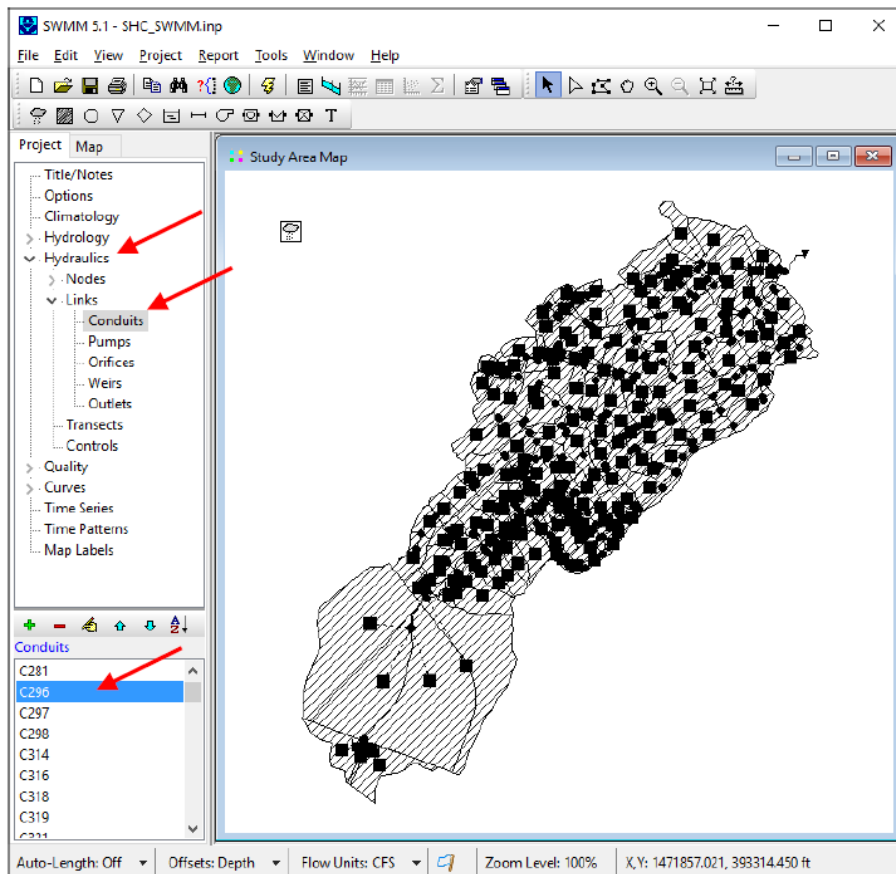 SWMM 5.1 - SHC_SWMM.inp
File Edit View Project Report Tools Window Help
T
Project Map
Study Area Map
Title/Notes
Options
Climatology
Hydrology
Hydraulics
Nodes
Links
Conduits
Pumps
Orifices
Weirs
Outlets
Transects
Controls
Quality
Curves
Time Series
Time Patterns
Map Labels
Conduits
C281
C296
C297
C298
C314
C316
C318
C319
C321
Auto-Length: Off Offsets: Depth Flow Units: CFS Zoom Level: 100% X,Y: 1471857.021, 393314.450 ft